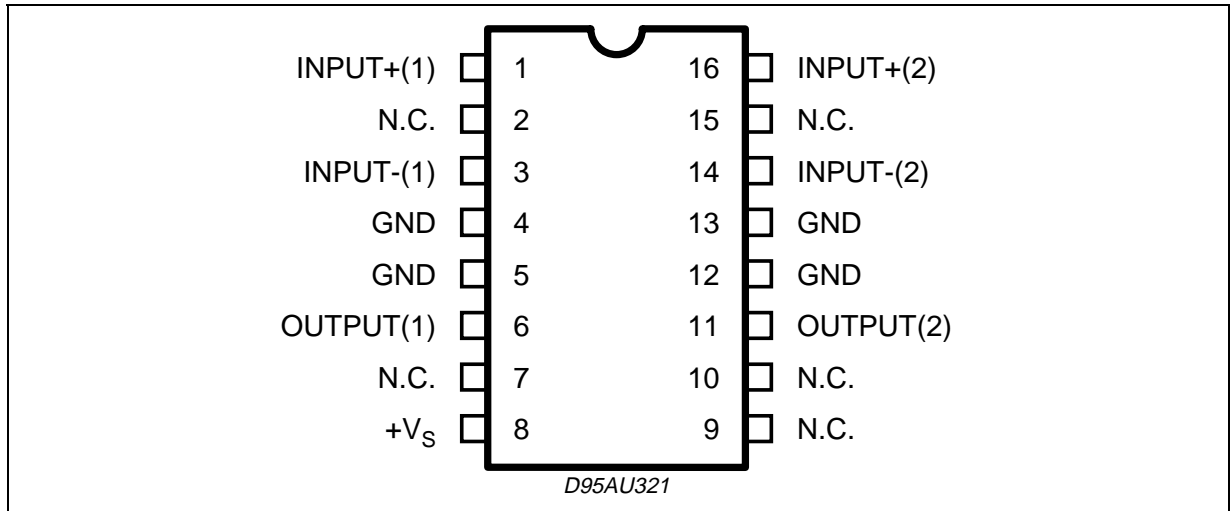 INPUT+(1) 1 16 INPUT+(2)
N.C. 2 15 N.C.
INPUT-(1) 3 14 INPUT-(2)
GND 4 13 GND
GND 5 12 GND
OUTPUT(1) 6 11 OUTPUT(2)
N.C. 7 10 N.C.
+VS 8 9 N.C.
D95AU321